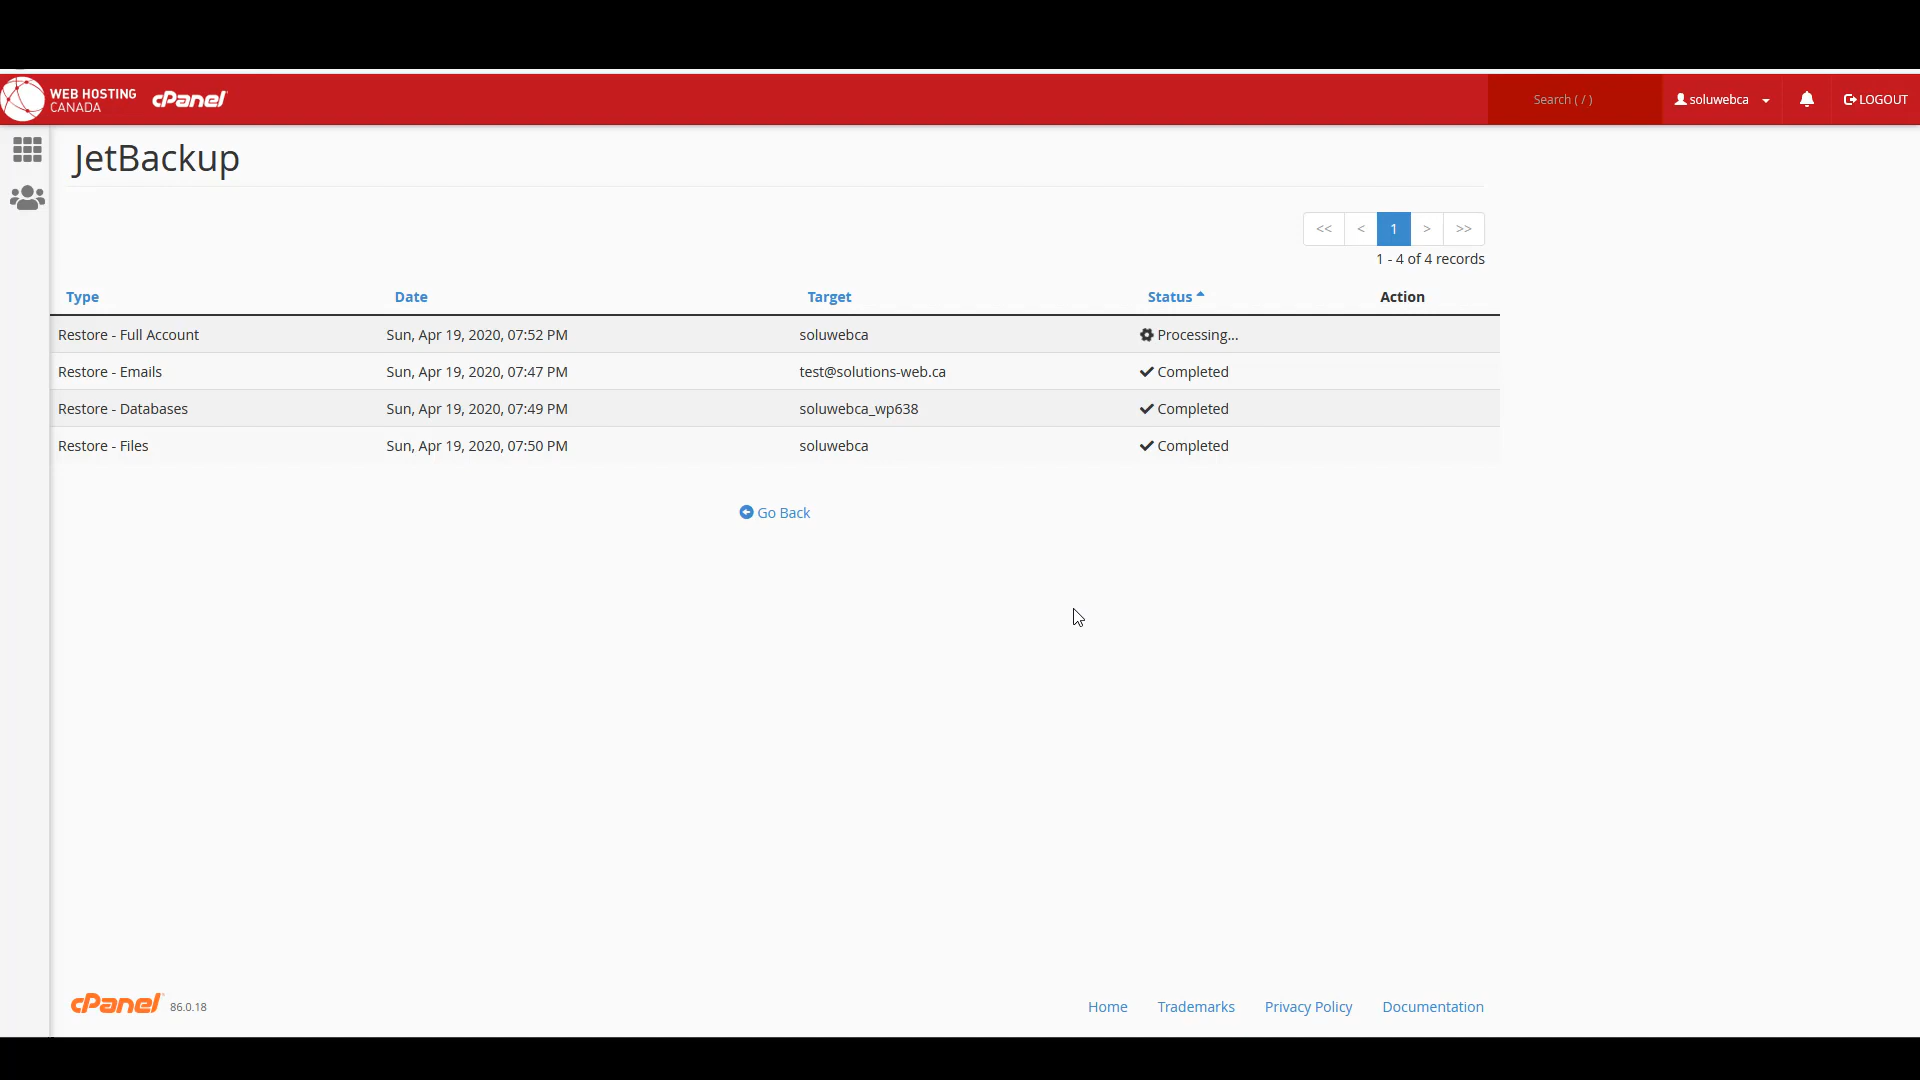 WEB HOSTING
CANADA
cPanel
Search ( / )
soluwebca
LOGOUT
JetBackup
<< < 1 > >>
1 - 4 of 4 records
Type Date Target Status Action
Restore - Full Account Sun, Apr 19, 2020, 07:52 PM soluwebca Processing...
Restore - Emails Sun, Apr 19, 2020, 07:47 PM test@solutions-web.ca Completed
Restore - Databases Sun, Apr 19, 2020, 07:49 PM soluwebca_wp638 Completed
Restore - Files Sun, Apr 19, 2020, 07:50 PM soluwebca Completed
Go Back
cPanel 86.0.18
Home Trademarks Privacy Policy Documentation